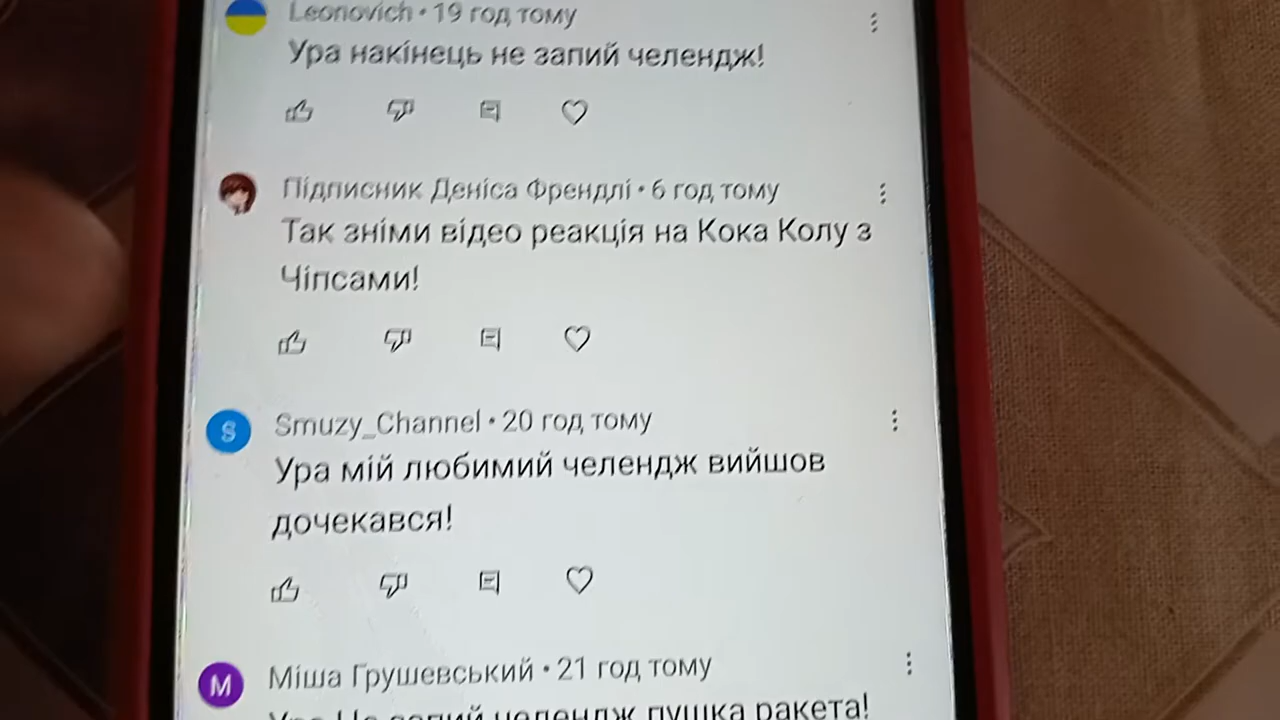 Leonovich • 19 год тому
Ура накінець не запий челендж!
Підписник Деніса Френдлі • 6 год тому
Так зніми відео реакція на Кока Колу з
Чіпсами!
S
Smuzy_Channel • 20 год тому
Ура мій любимий челендж вийшов
дочекався!
M
Міша Грушевський • 21 год тому
Ура Не запий челендж пушка ракета!